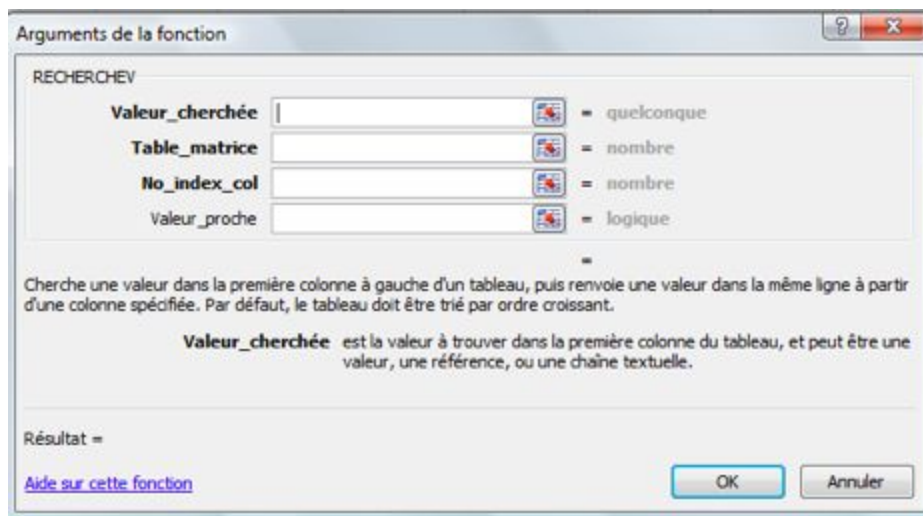 Arguments de la fonction
RECHERCHEV
Valeur_cherchée = quelconque
Table_matrice = nombre
No_index_col = nombre
Valeur_proche = logique
=
Cherche une valeur dans la première colonne à gauche d'un tableau, puis renvoie une valeur dans la même ligne à partir
d'une colonne spécifiée. Par défaut, le tableau doit être trié par ordre croissant.
Valeur_cherchée est la valeur à trouver dans la première colonne du tableau, et peut être une
valeur, une référence, ou une chaîne textuelle.
Résultat =
Aide sur cette fonction OK Annuler